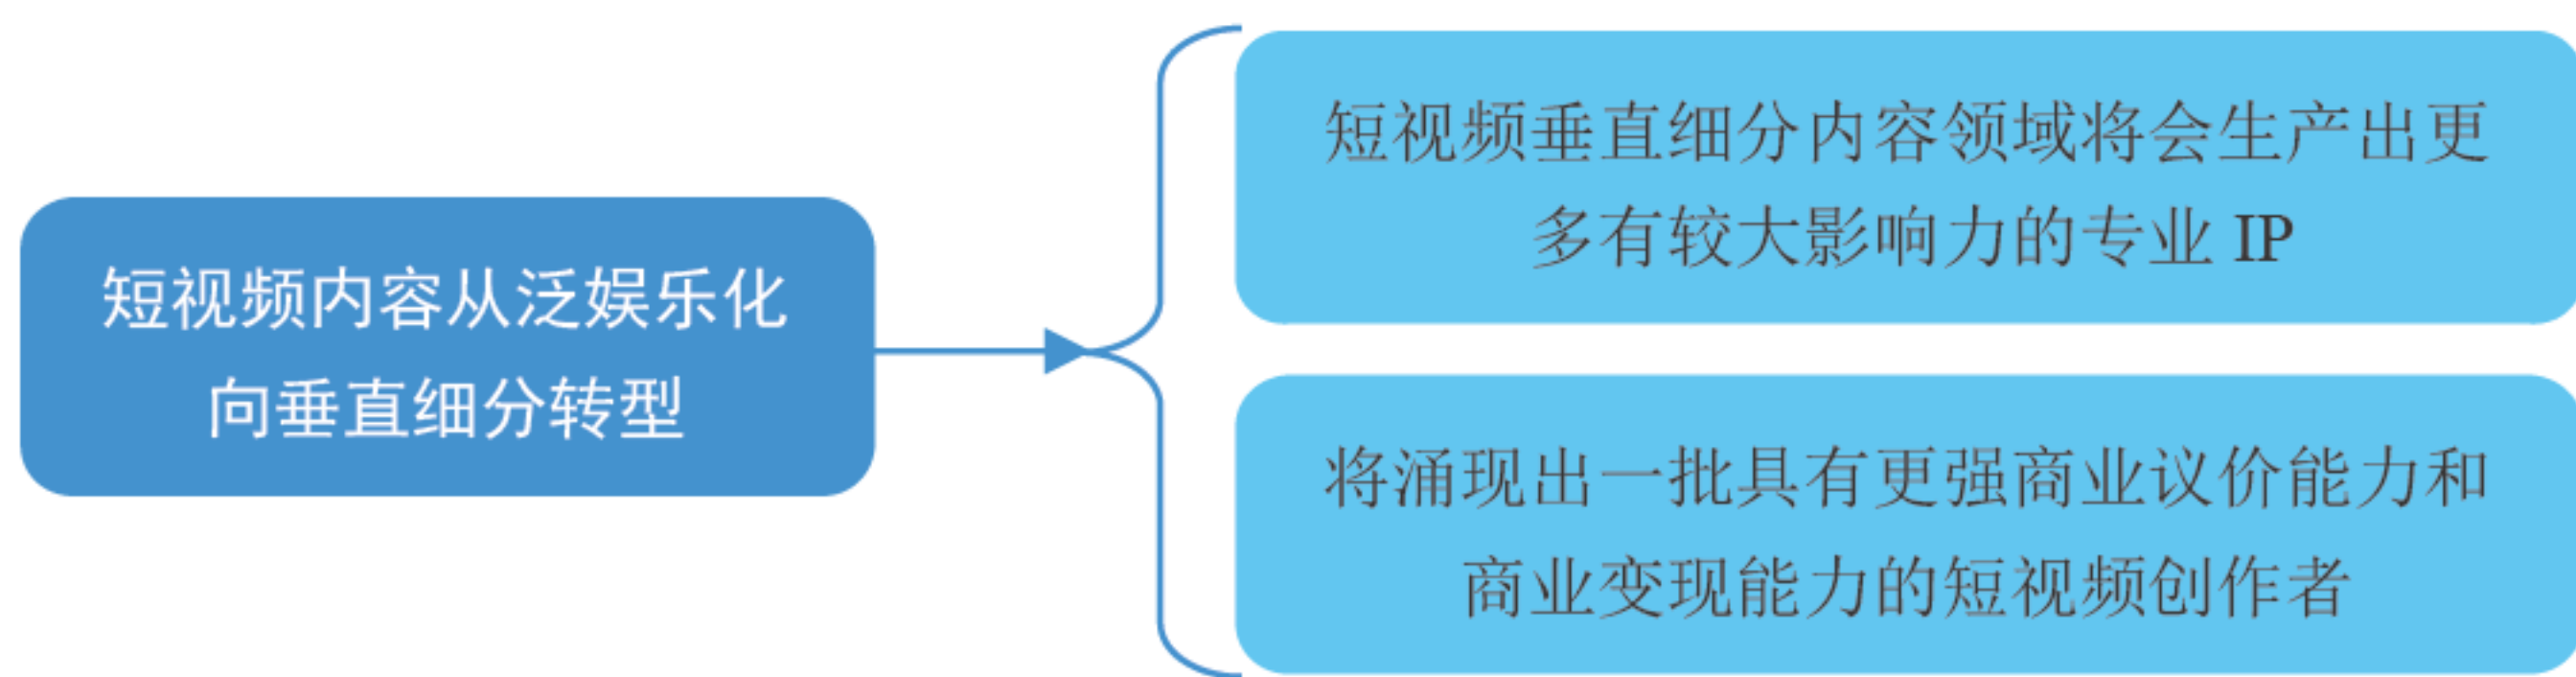 短视频内容从泛娱乐化
向垂直细分转型
短视频垂直细分内容领域将会生产出更
多有较大影响力的专业 IP
将涌现出一批具有更强商业议价能力和
商业变现能力的短视频创作者